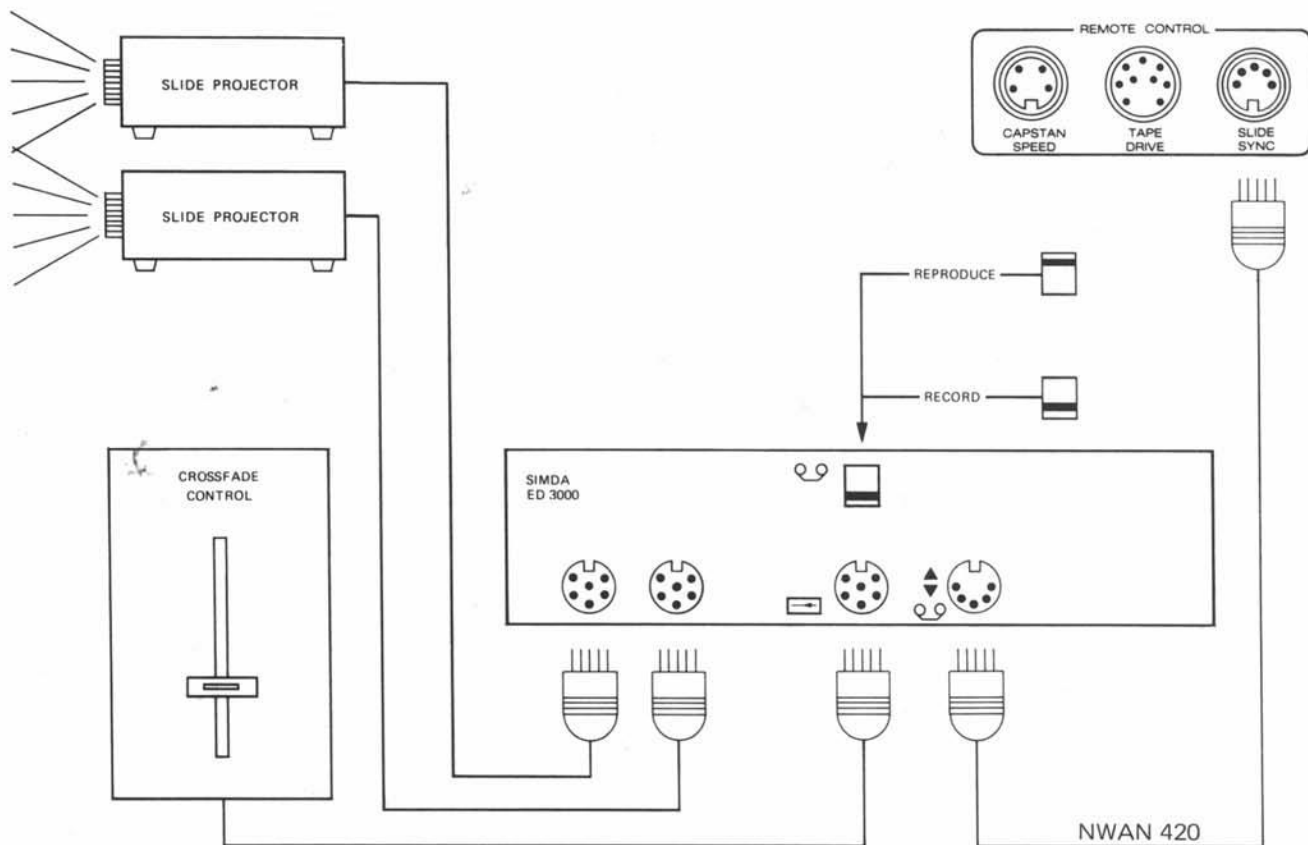 SLIDE PROJECTOR
SLIDE PROJECTOR
REMOTE CONTROL
CAPSTAN
SPEED
TAPE
DRIVE
SLIDE
SYNC
REPRODUCE
RECORD
CROSSFADE
CONTROL
SIMDA
ED 3000
NWAN 420